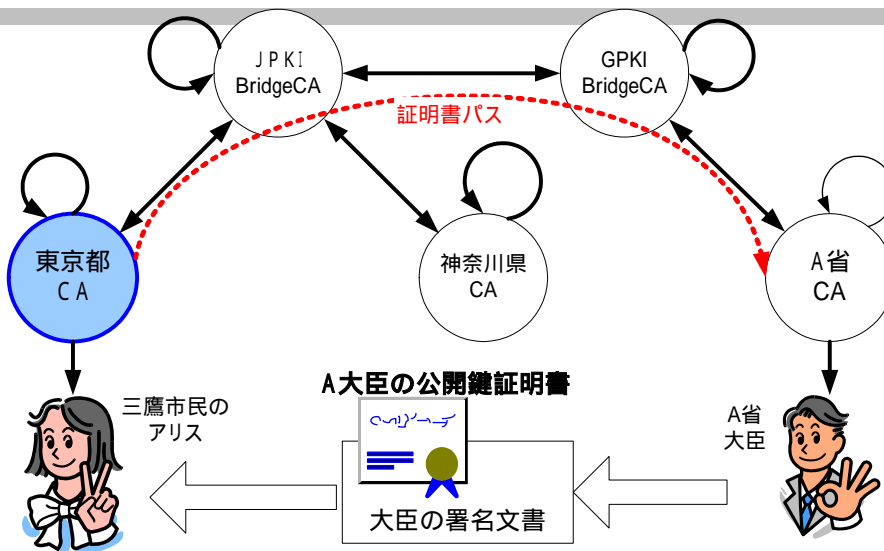 JPKI
BridgeCA
GPKI
BridgeCA
証明書パス
東京都
CA
神奈川県
CA
A省
CA
A大臣の公開鍵証明書
三鷹市民の
アリス
A省
大臣
大臣の署名文書